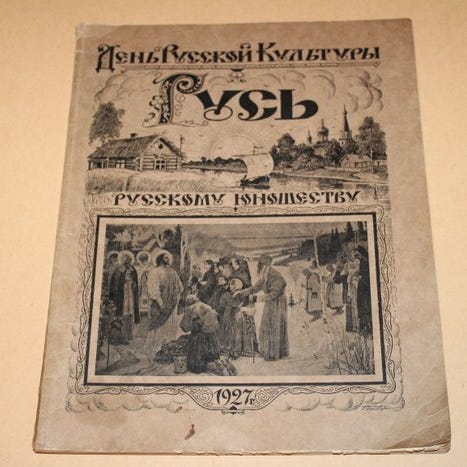 День Русской Культуры
Русь
Русскому юношеству
1927 г.